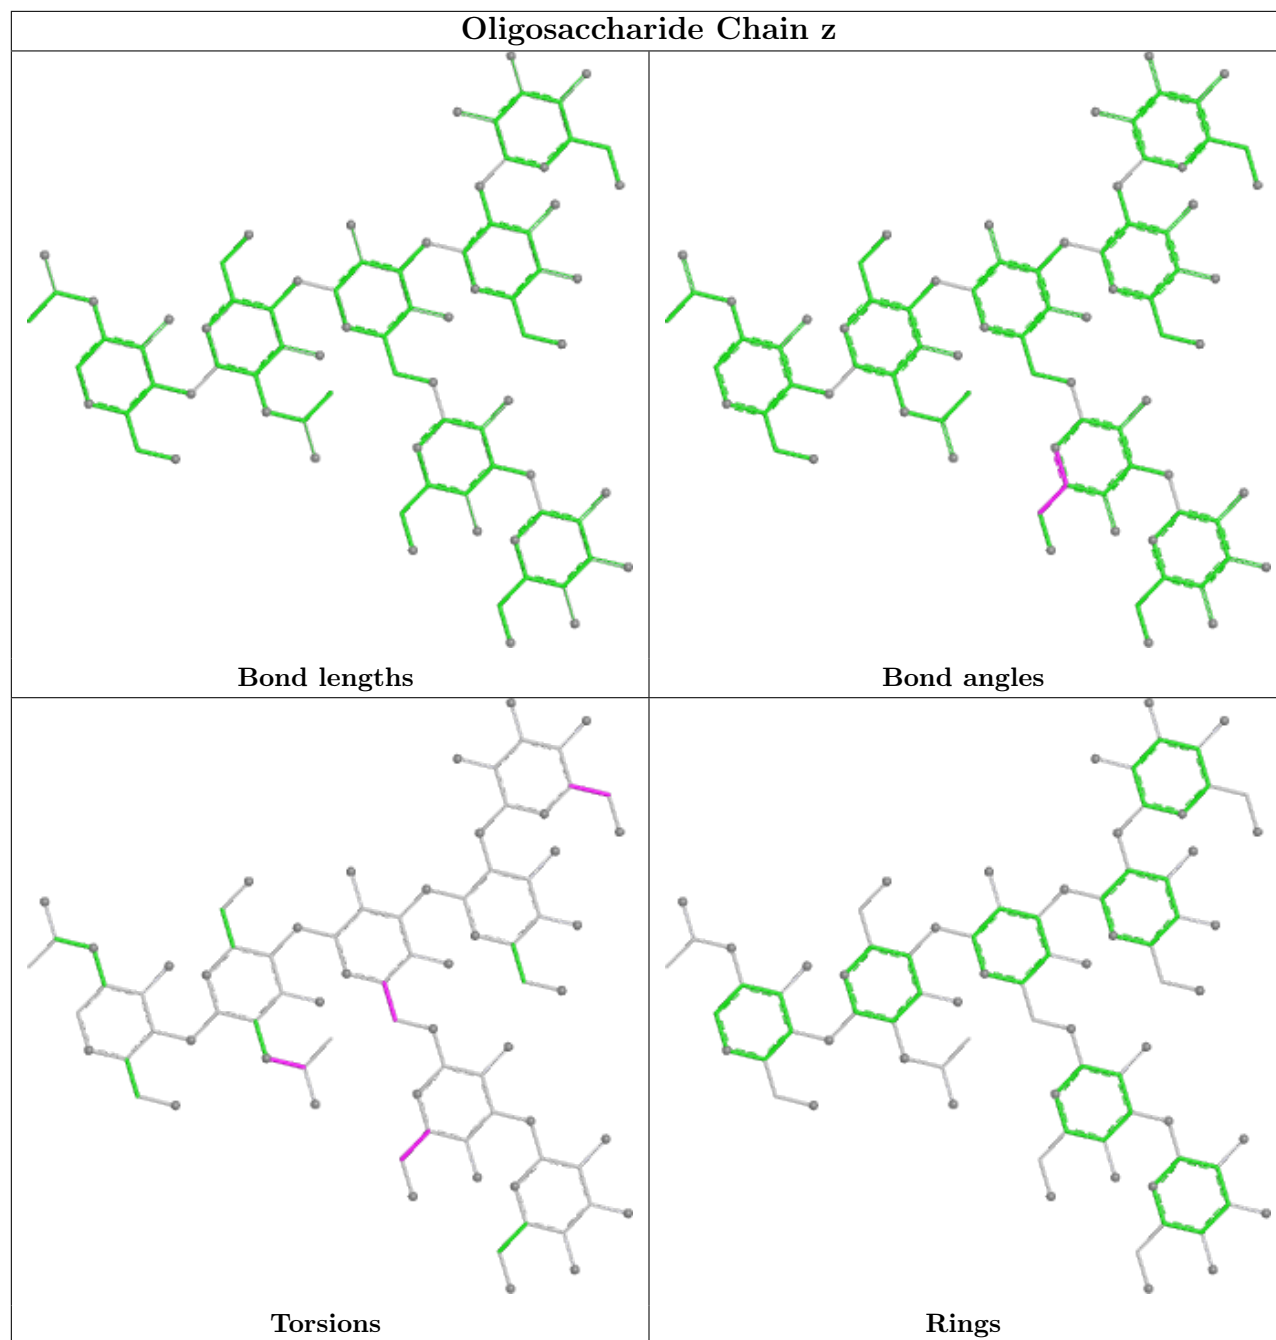 Oligosaccharide Chain z
Bond lengths
Bond angles
Torsions
Rings